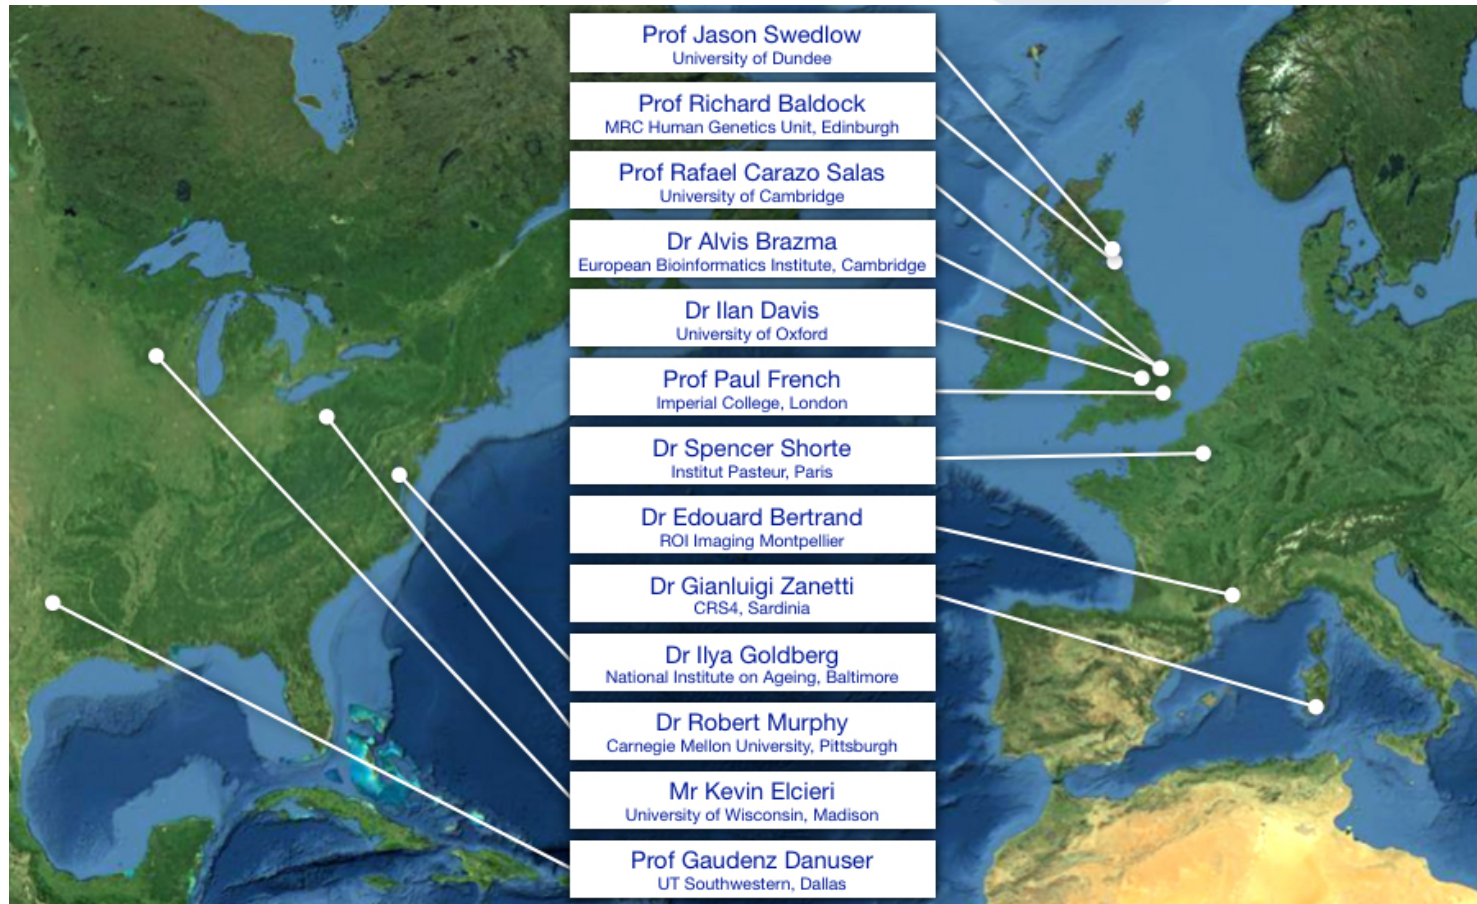 Prof Jason Swedlow
University of Dundee
Prof Richard Baldock
MRC Human Genetics Unit, Edinburgh
Prof Rafael Carazo Salas
University of Cambridge
Dr Alvis Brazma
European Bioinformatics Institute, Cambridge
Dr Ilan Davis
University of Oxford
Prof Paul French
Imperial College, London
Dr Spencer Shorte
Institut Pasteur, Paris
Dr Edouard Bertrand
ROI Imaging Montpellier
Dr Gianluigi Zanetti
CRS4, Sardinia
Dr Ilya Goldberg
National Institute on Ageing, Baltimore
Dr Robert Murphy
Carnegie Mellon University, Pittsburgh
Mr Kevin Elcieri
University of Wisconsin, Madison
Prof Gaudenz Danuser
UT Southwestern, Dallas